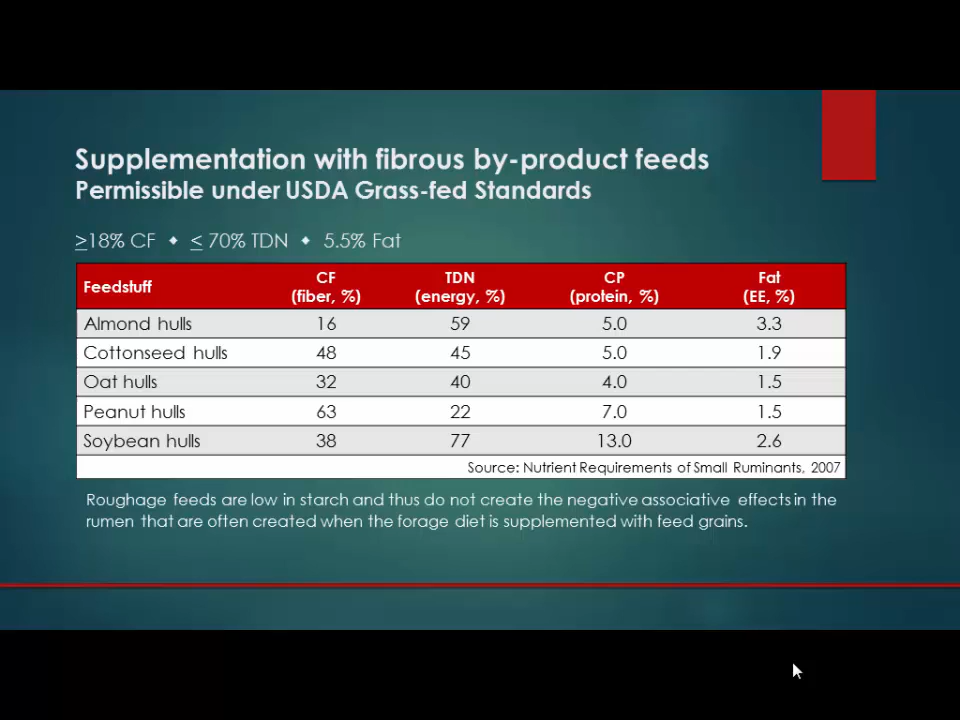 Supplementation with fibrous by-product feeds
Permissible under USDA Grass-fed Standards
≥18% CF ◆ ≤ 70% TDN ◆ 5.5% Fat
Feedstuff CF (fiber, %) TDN (energy, %) CP (protein, %) Fat (EE, %)
Almond hulls 16 59 5.0 3.3
Cottonseed hulls 48 45 5.0 1.9
Oat hulls 32 40 4.0 1.5
Peanut hulls 63 22 7.0 1.5
Soybean hulls 38 77 13.0 2.6
Source: Nutrient Requirements of Small Ruminants, 2007
Roughage feeds are low in starch and thus do not create the negative associative effects in the
rumen that are often created when the forage diet is supplemented with feed grains.